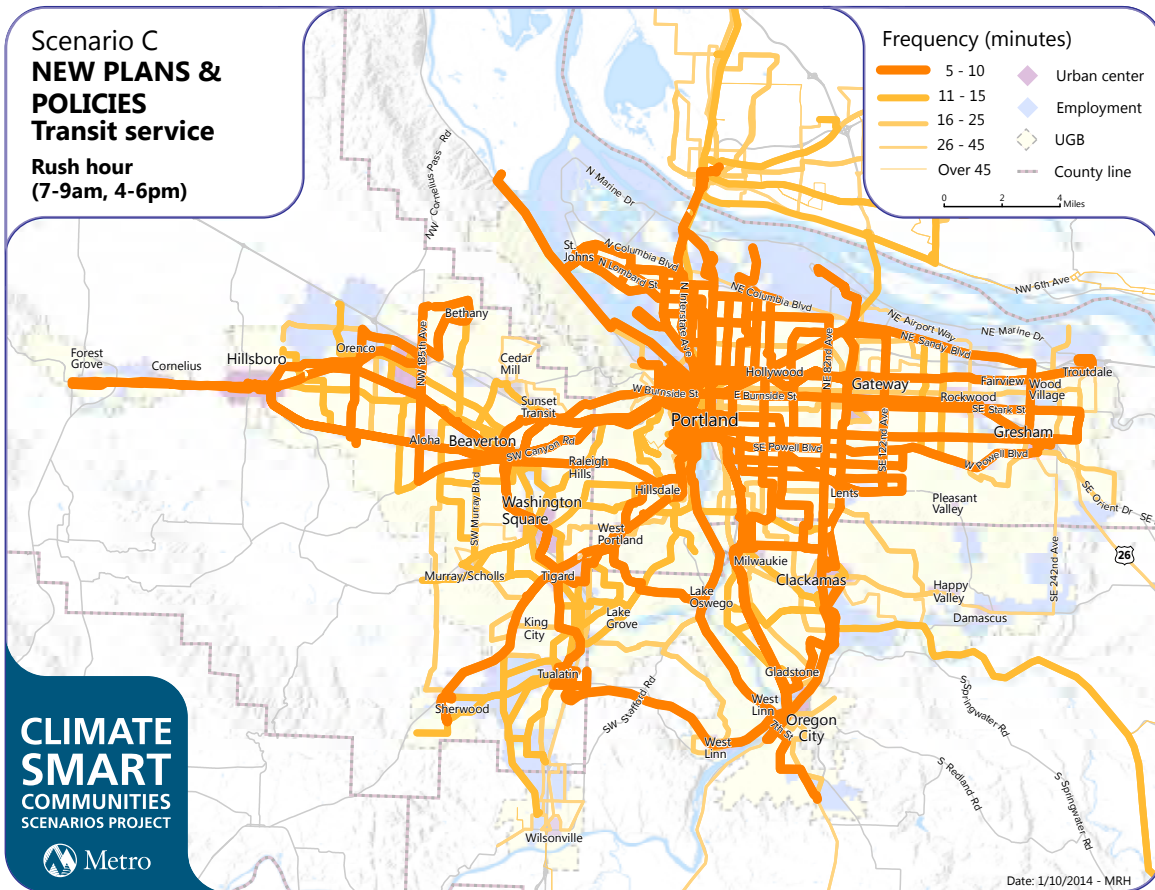 Scenario C
NEW PLANS &
POLICIES
Transit service
Rush hour
(7-9am, 4-6pm)
Frequency (minutes)
5 - 10
11 - 15
16 - 25
26 - 45
Over 45
Urban center
Employment
UGB
County line
0 2 4
Miles
NW Cornelius Pass Rd
N Marine Dr
St.
Johns
N Columbia Blvd
N Lombard St
N Interstate Ave
NE Columbia Blvd
NE 82nd Ave
NE Airport Way
NE Sandy Blvd
NE Marine Dr
NW 6th Ave
Bethany
NW 185th Ave
Orenco
Hillsboro
Forest
Grove
Cornelius
Cedar
Mill
Sunset
Transit
W Burnside St
Hollywood
E Burnside St
Gateway
Fairview
Troutdale
Wood
Village
Rockwood
SE Stark St
Portland
Gresham
Aloha
Beaverton
SW Canyon Rd
Raleigh
Hills
SE Powell Blvd
SE 122nd Ave
W Powell Blvd
SW Murray Blvd
Washington
Square
Hillsdale
Lents
Pleasant
Valley
SE Orient Dr
SE
West
Portland
26
Murray/Scholls
Tigard
Milwaukie
Clackamas
SE 242nd Ave
Happy
Valley
Damascus
Lake
Oswego
Lake
Grove
King
City
Tualatin
Gladstone
SW Stafford Rd
Sherwood
West
Linn
7th St
Oregon
City
West
Linn
S Springwater Rd
S Redland Rd
S Springwater Rd
Wilsonville
CLIMATE
SMART
COMMUNITIES
SCENARIOS PROJECT
Metro
Date: 1/10/2014 - MRH